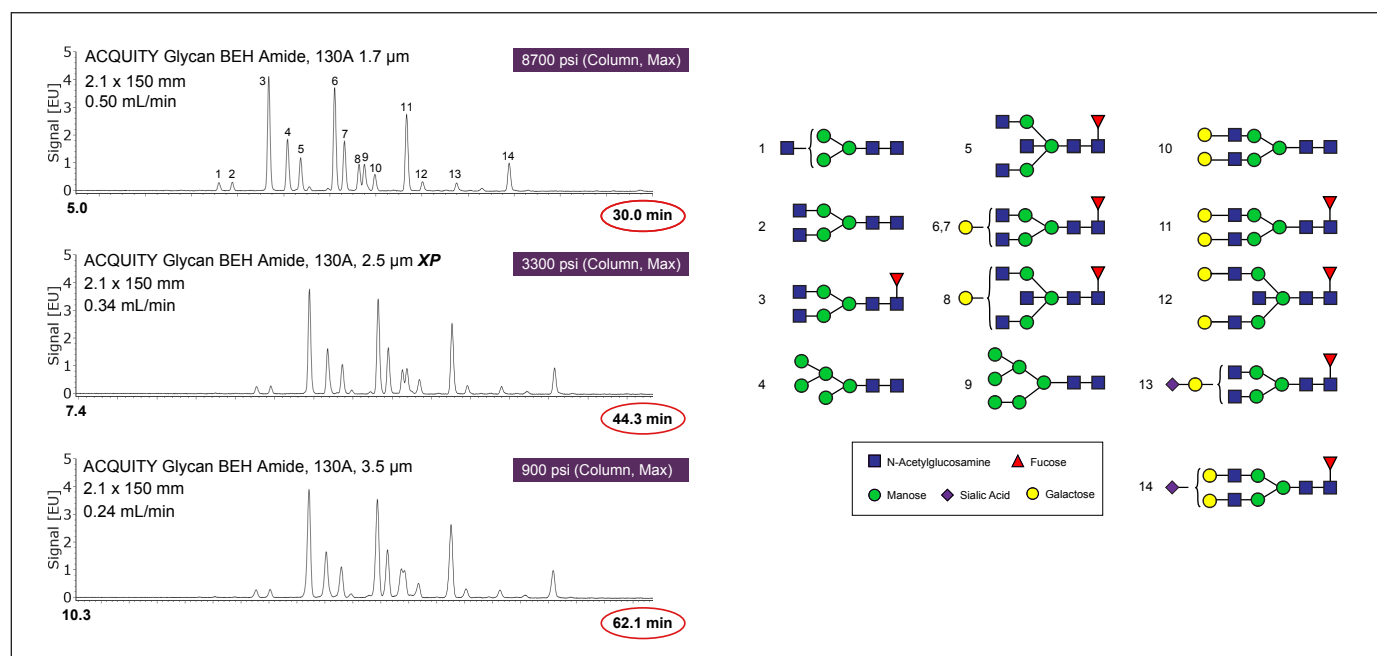 ACQUITY Glycan BEH Amide, 130A 1.7 µm
2.1 x 150 mm
0.50 mL/min
8700 psi (Column, Max)
Signal [EU]
5
4
3
2
1
0
1
2
3
4
5
6
7
8
9
10
11
12
13
14
5.0
30.0 min
ACQUITY Glycan BEH Amide, 130A, 2.5 µm XP
2.1 x 150 mm
0.34 mL/min
3300 psi (Column, Max)
Signal [EU]
5
4
3
2
1
0
7.4
44.3 min
ACQUITY Glycan BEH Amide, 130A, 3.5 µm
2.1 x 150 mm
0.24 mL/min
900 psi (Column, Max)
Signal [EU]
5
4
3
2
1
0
10.3
62.1 min
1
5
10
2
6,7
11
3
8
12
4
9
13
14
N-Acetylglucosamine
Fucose
Manose
Sialic Acid
Galactose